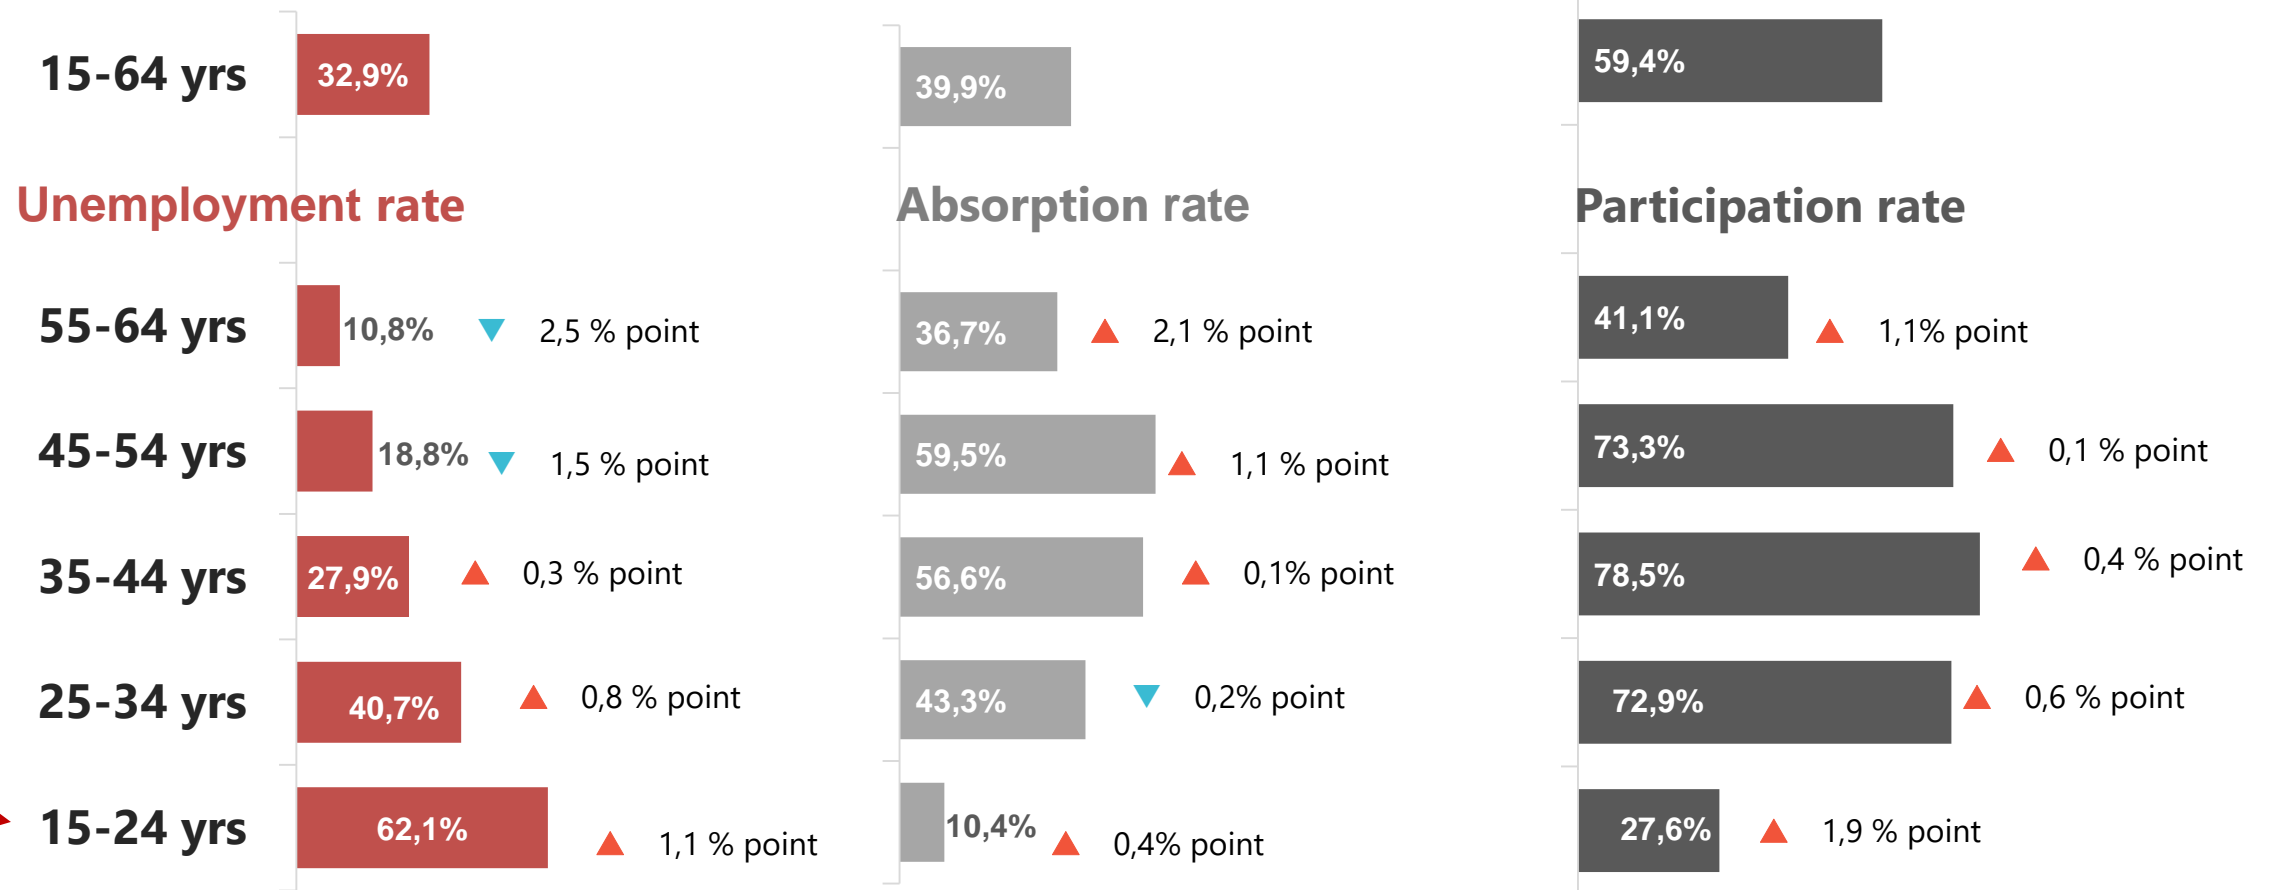 15-64 yrs 32,9% 39,9% 59,4%
Unemployment rate Absorption rate Participation rate
55-64 yrs 10,8% 2,5 % point 36,7% 2,1 % point 41,1% 1,1% point
45-54 yrs 18,8% 1,5 % point 59,5% 1,1 % point 73,3% 0,1 % point
35-44 yrs 27,9% 0,3 % point 56,6% 0,1% point 78,5% 0,4 % point
25-34 yrs 40,7% 0,8 % point 43,3% 0,2% point 72,9% 0,6 % point
15-24 yrs 62,1% 1,1 % point 10,4% 0,4% point 27,6% 1,9 % point